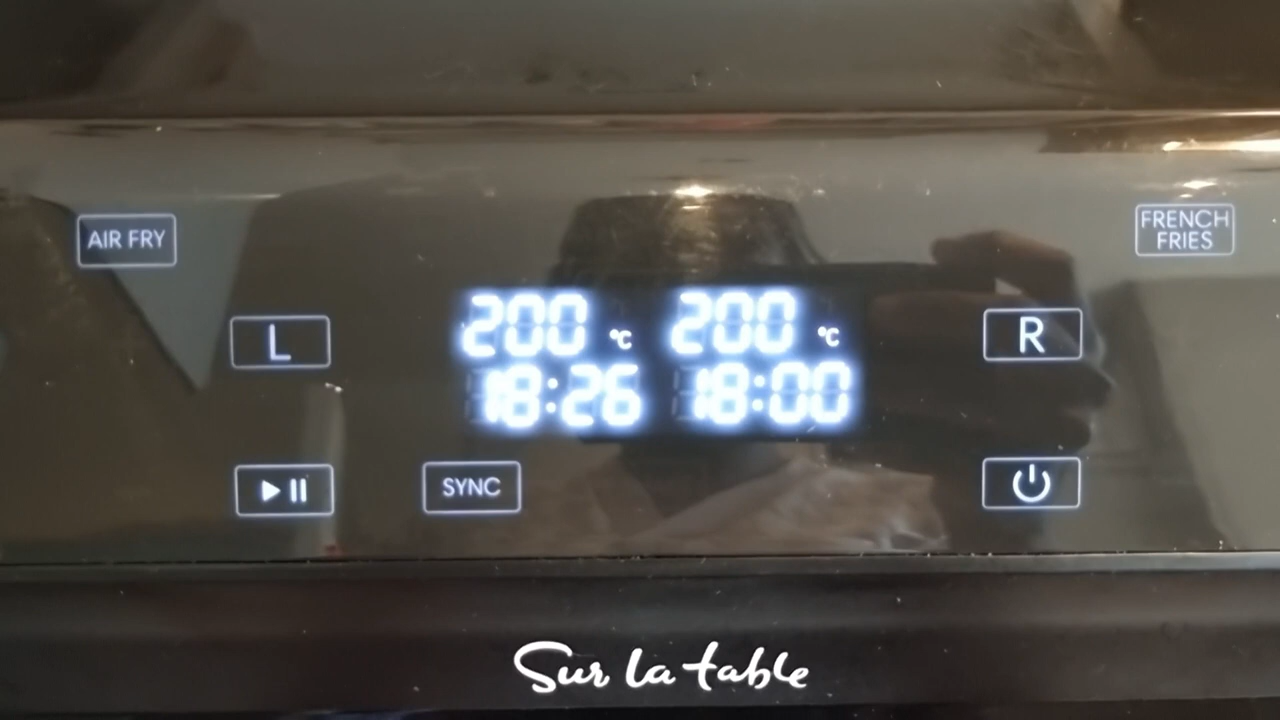 AIR FRY
FRENCH
FRIES
L
200 °C 200 °C
R
18:26 18:00
SYNC
Sur la table